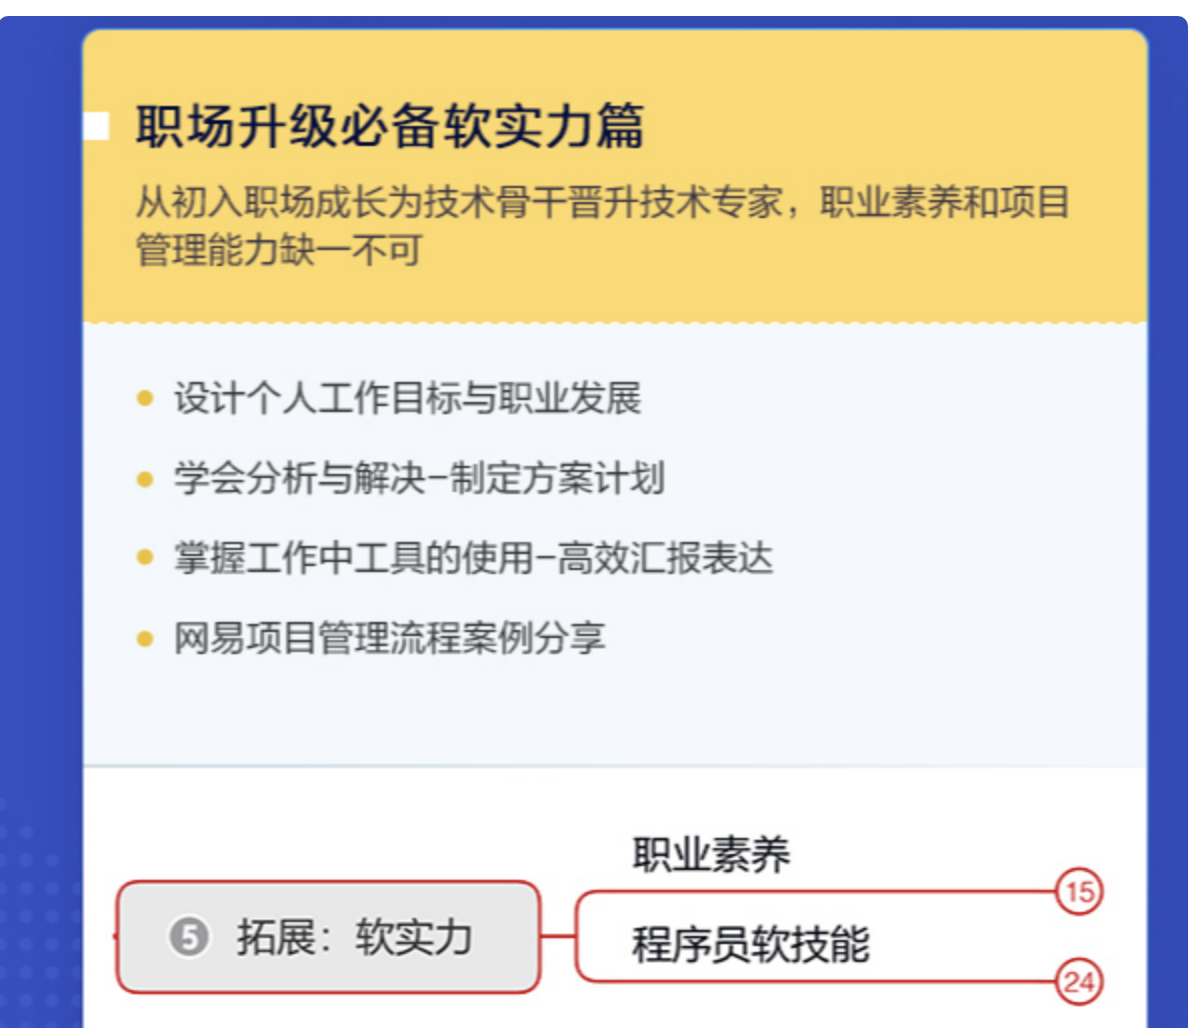 职场升级必备软实力篇
从初入职场成长为技术骨干晋升技术专家，职业素养和项目
管理能力缺一不可
设计个人工作目标与职业发展
学会分析与解决-制定方案计划
掌握工作中工具的使用-高效汇报表达
网易项目管理流程案例分享
职业素养
15
5 拓展：软实力
程序员软技能
24